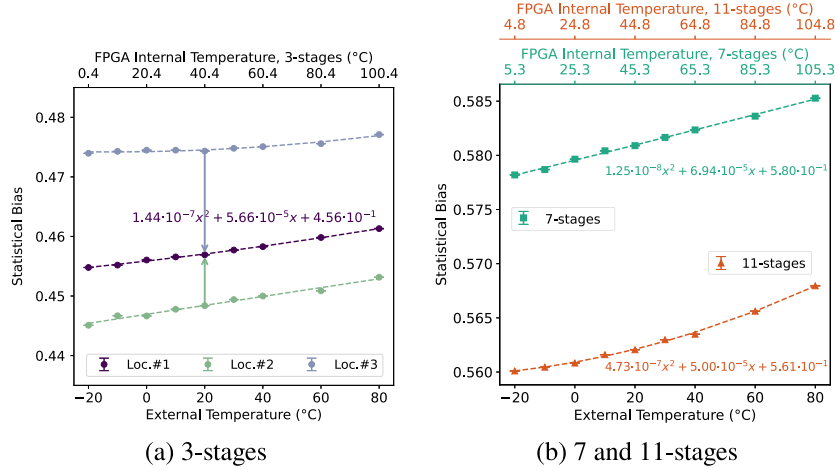 FPGA Internal Temperature, 3-stages (°C)
0.4 20.4 40.4 60.4 80.4 100.4
0.48
0.47
0.46
0.45
0.44
Statistical Bias
1.44·10⁻⁷x² + 5.66·10⁻⁵x + 4.56·10⁻¹
Loc.#1 Loc.#2 Loc.#3
−20 0 20 40 60 80
External Temperature (°C)
(a) 3-stages
FPGA Internal Temperature, 11-stages (°C)
4.8 24.8 44.8 64.8 84.8 104.8
FPGA Internal Temperature, 7-stages (°C)
5.3 25.3 45.3 65.3 85.3 105.3
0.585
0.580
0.575
0.570
0.565
0.560
Statistical Bias
1.25·10⁻⁸x² + 6.94·10⁻⁵x + 5.80·10⁻¹
7-stages
11-stages
4.73·10⁻⁷x² + 5.00·10⁻⁵x + 5.61·10⁻¹
−20 0 20 40 60 80
External Temperature (°C)
(b) 7 and 11-stages